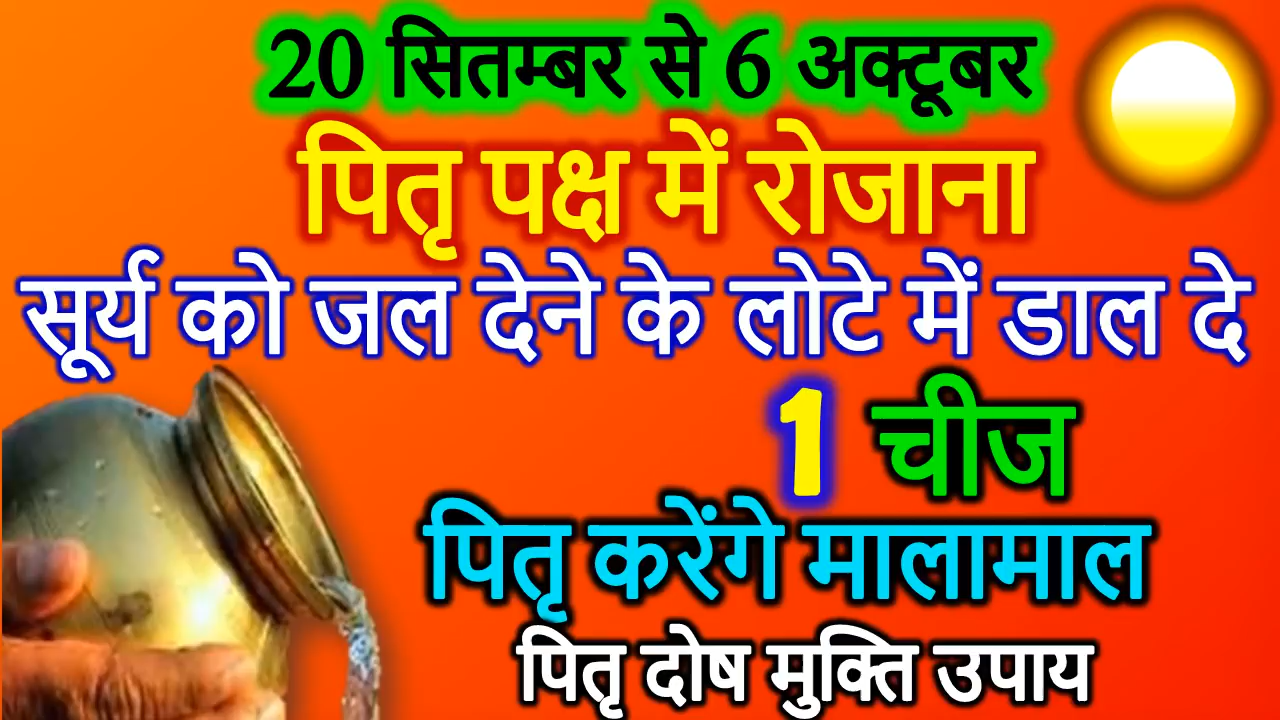 20 सितम्बर से 6 अक्टूबर
पितृ पक्ष में रोजाना
सूर्य को जल देने के लोटे में डाल दे
1 चीज
पितृ करेंगे मालामाल
पितृ दोष मुक्ति उपाय